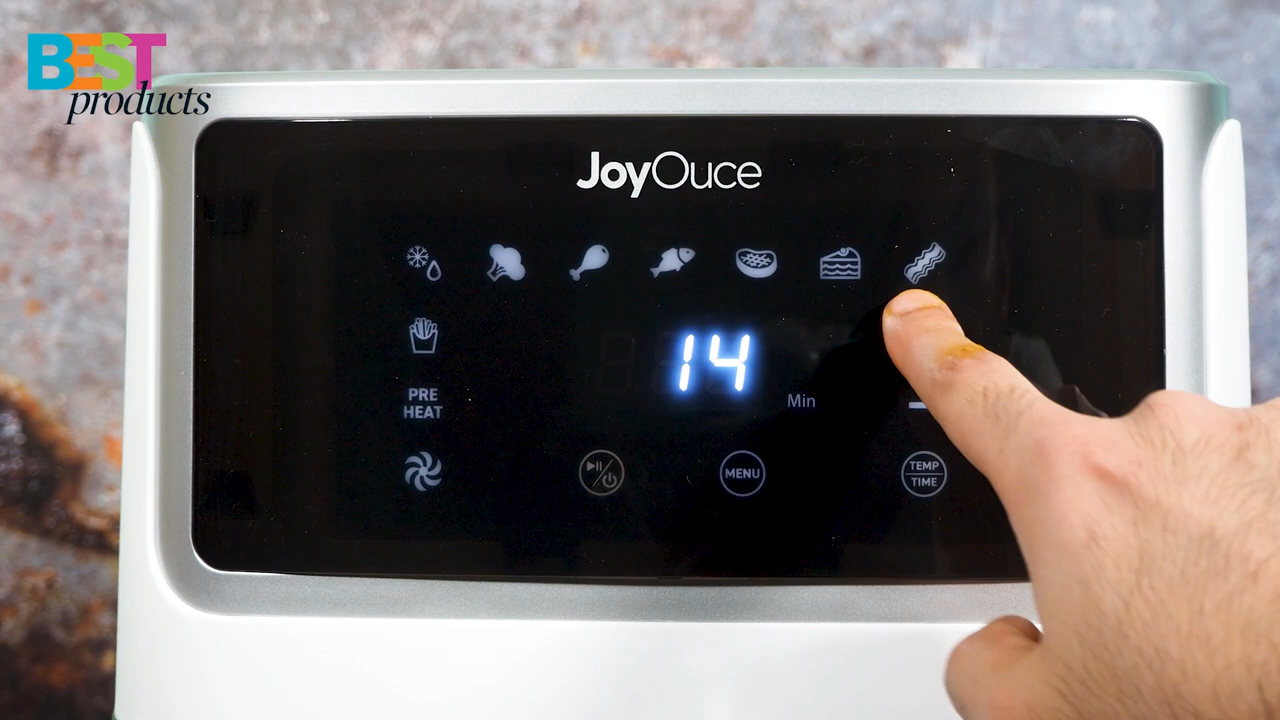 BEST
products
JoyOuce
14
Min
PRE
HEAT
MENU
TEMP
TIME